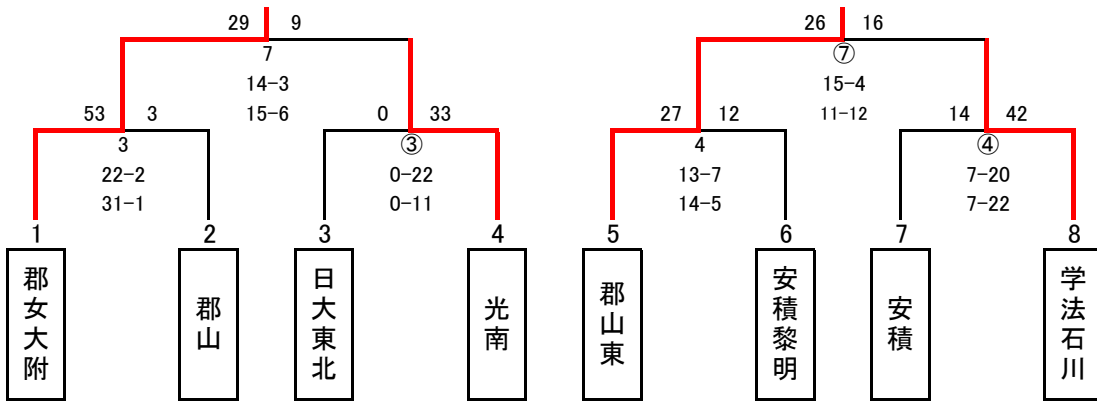 29 9 26 16
7 ⑦
14-3 15-4
15-6 11-12
53 3 0 33 27 12 14 42
3 ③ 4 ④
22-2 0-22 13-7 7-20
31-1 0-11 14-5 7-22
1 2 3 4 5 6 7 8
郡女大附
郡山
日大東北
光南
郡山東
安積黎明
安積
学法石川